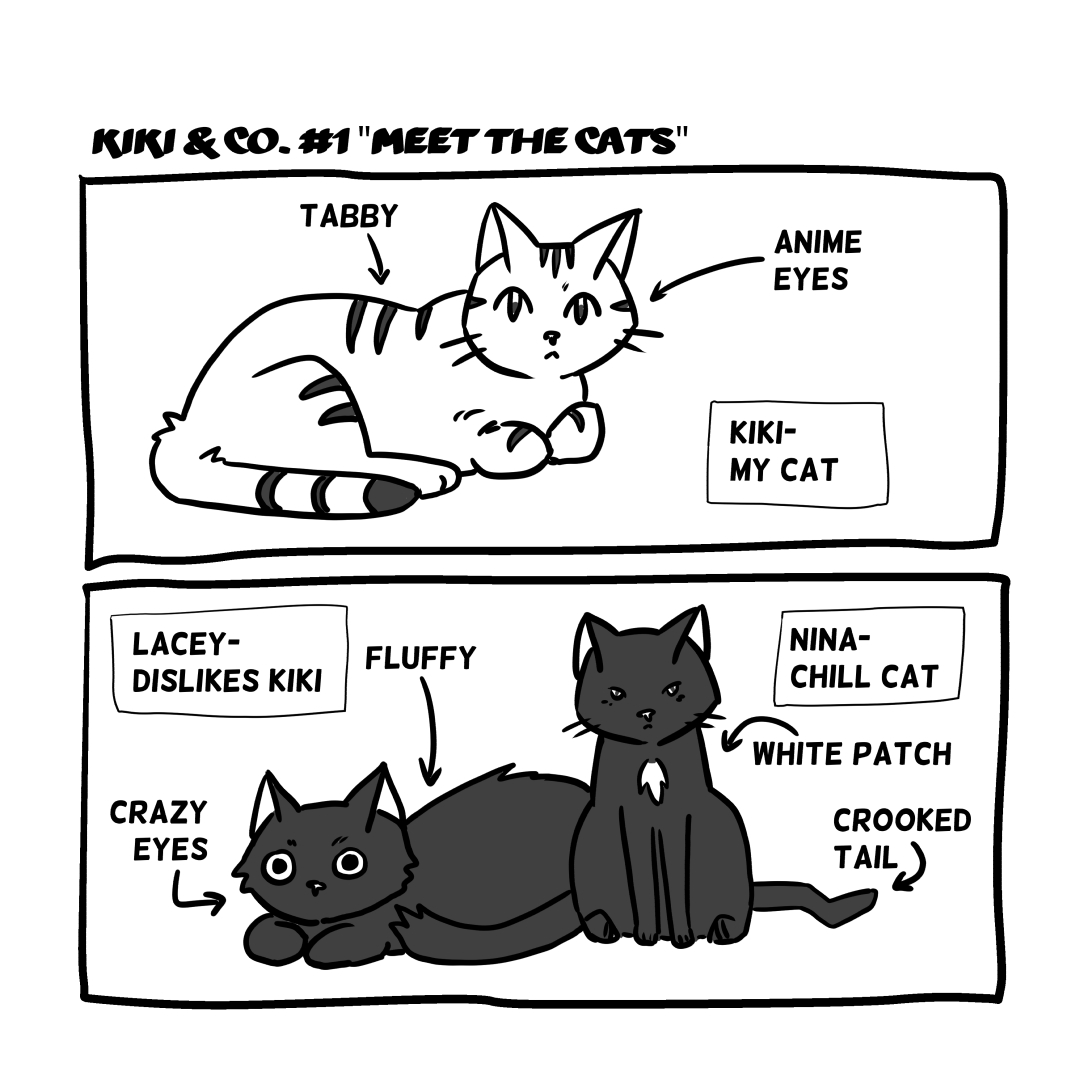 KIKI & CO. #1 "MEET THE CATS"
TABBY
ANIME
EYES
KIKI-
MY CAT
LACEY-
DISLIKES KIKI
FLUFFY
NINA-
CHILL CAT
WHITE PATCH
CRAZY
EYES
CROOKED
TAIL